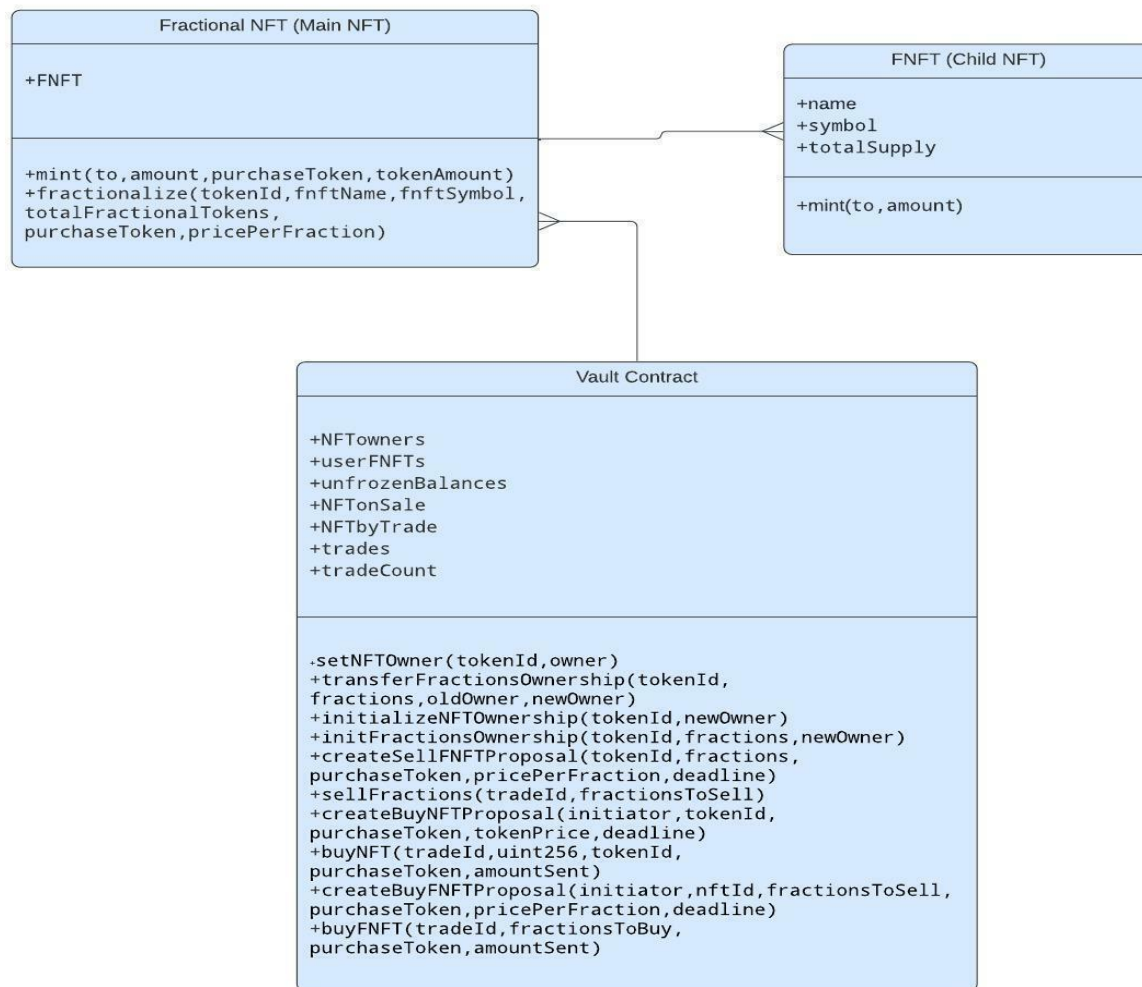 Fractional NFT (Main NFT)
+FNFT
+mint(to,amount,purchaseToken,tokenAmount)
+fractionalize(tokenId,fnftName,fnftSymbol,
totalFractionalTokens,
purchaseToken,pricePerFraction)
FNFT (Child NFT)
+name
+symbol
+totalSupply
+mint(to,amount)
Vault Contract
+NFTowners
+userFNFTs
+unfrozenBalances
+NFTonSale
+NFTbyTrade
+trades
+tradeCount
+setNFTOwner(tokenId,owner)
+transferFractionsOwnership(tokenId,
fractions,oldOwner,newOwner)
+initializeNFTOwnership(tokenId,newOwner)
+initFractionsOwnership(tokenId,fractions,newOwner)
+createSellFNFTProposal(tokenId,fractions,
purchaseToken,pricePerFraction,deadline)
+sellFractions(tradeId,fractionsToSell)
+createBuyNFTProposal(initiator,tokenId,
purchaseToken,tokenPrice,deadline)
+buyNFT(tradeId,uint256,tokenId,
purchaseToken,amountSent)
+createBuyFNFTProposal(initiator,nftId,fractionsToSell,
purchaseToken,pricePerFraction,deadline)
+buyFNFT(tradeId,fractionsToBuy,
purchaseToken,amountSent)